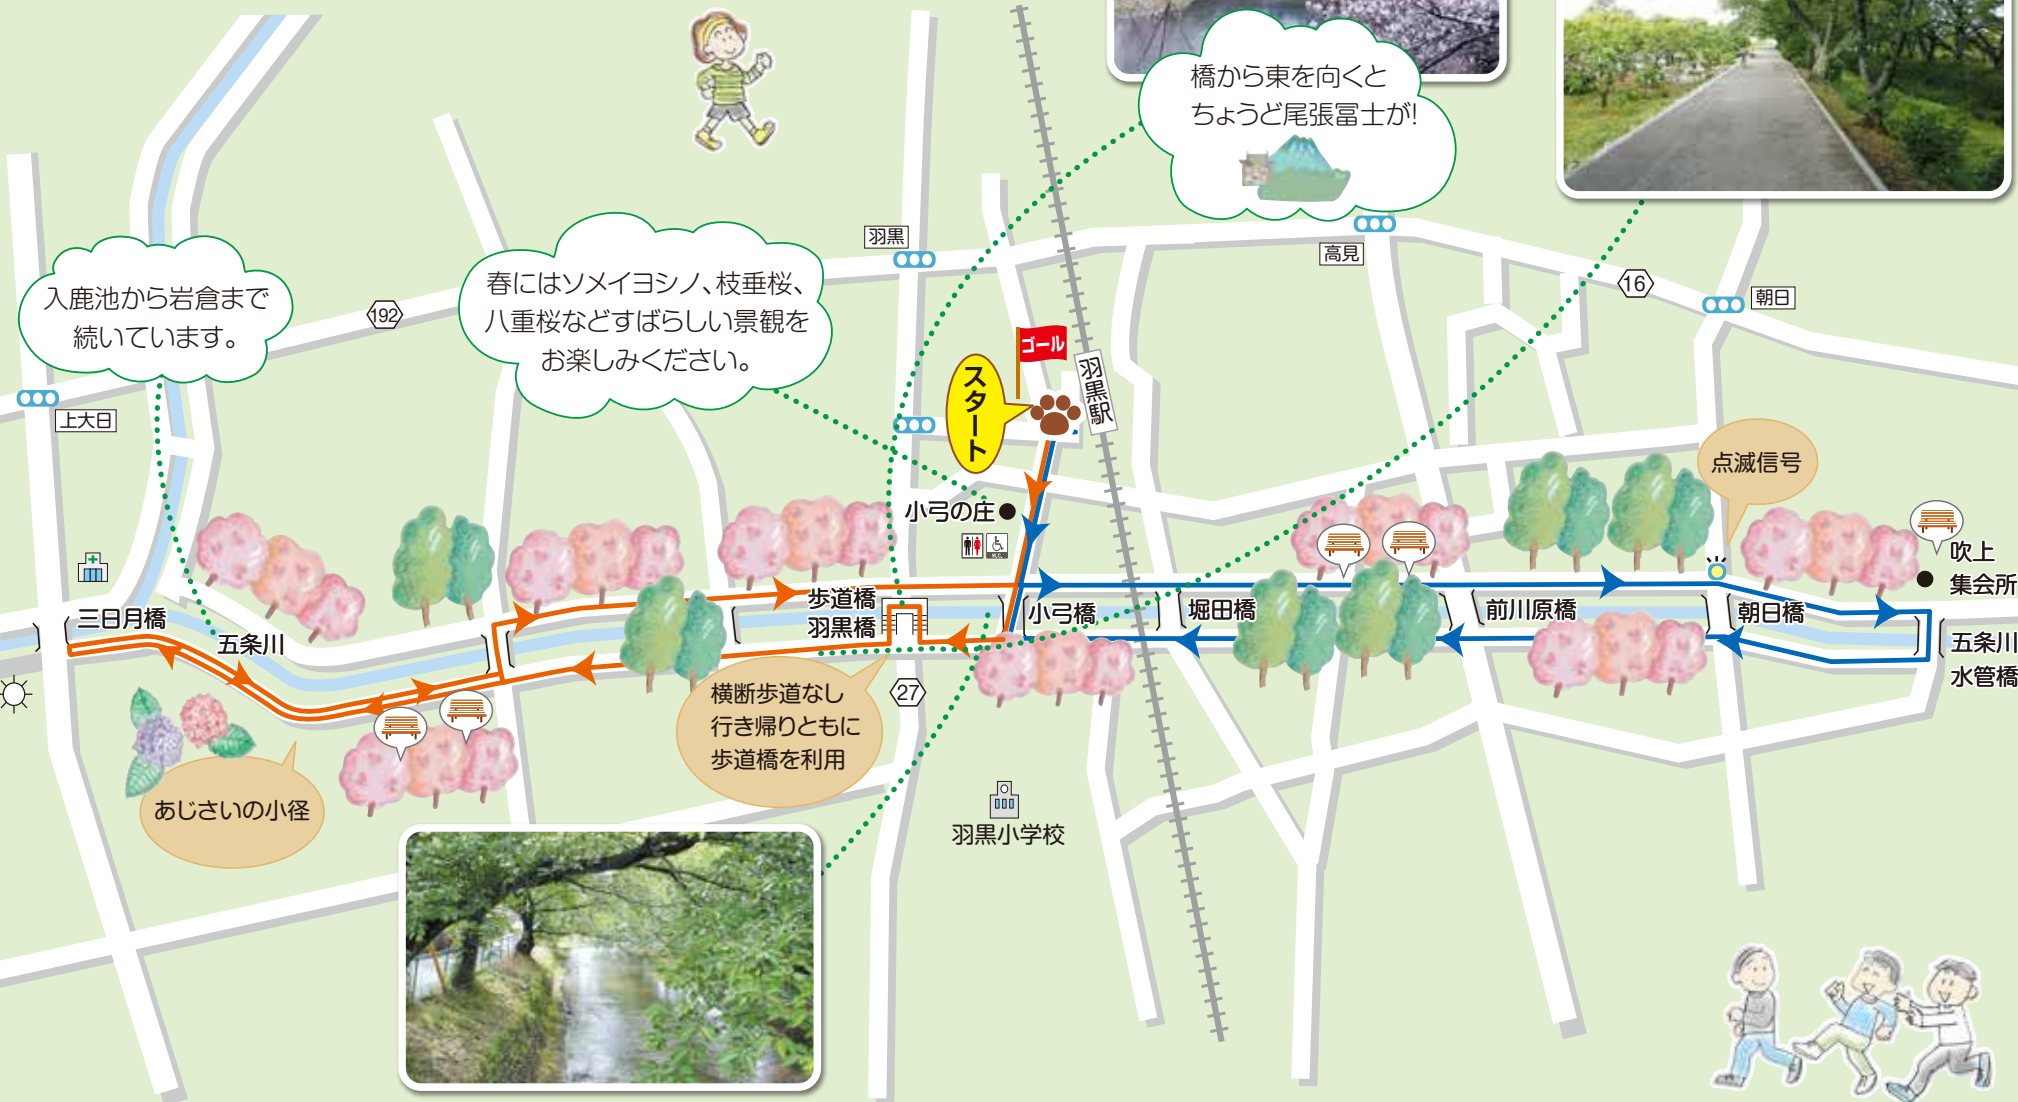 橋から東を向くと
ちょうど尾張冨士が!
羽黒
高見
16
朝日
入鹿池から岩倉まで
続いています。
192
春にはソメイヨシノ、枝垂桜、
八重桜などすばらしい景観を
お楽しみください。
ゴール
スタート
羽黒駅
上大日
点滅信号
小弓の庄
W.C.
吹上
集会所
三日月橋
五条川
歩道橋
羽黒橋
小弓橋
堀田橋
前川原橋
朝日橋
五条川
水管橋
横断歩道なし
行き帰りともに
歩道橋を利用
27
あじさいの小径
羽黒小学校